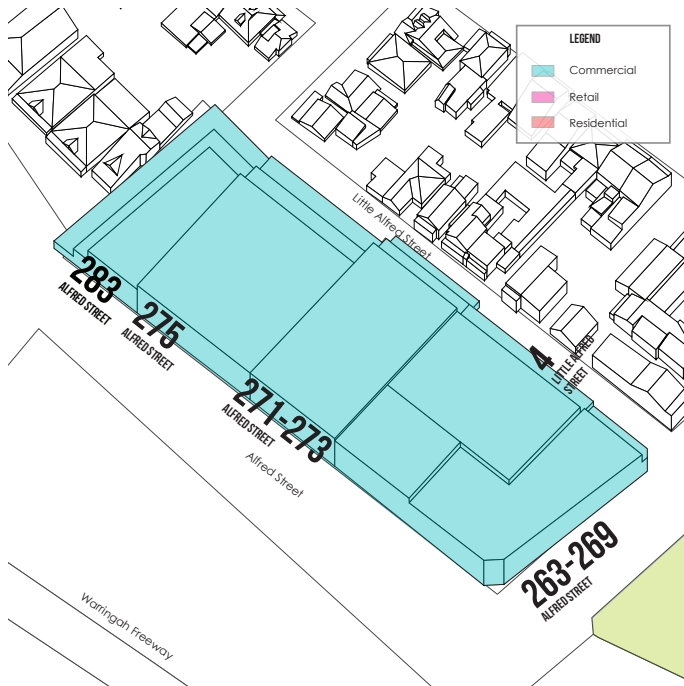 LEGEND
Commercial
Retail
Residential
Little Alfred Street
283
ALFRED STREET
275
ALFRED STREET
4
LITTLE ALFRED
STREET
271-273
ALFRED STREET
Alfred Street
263-269
ALFRED STREET
Warringah Freeway